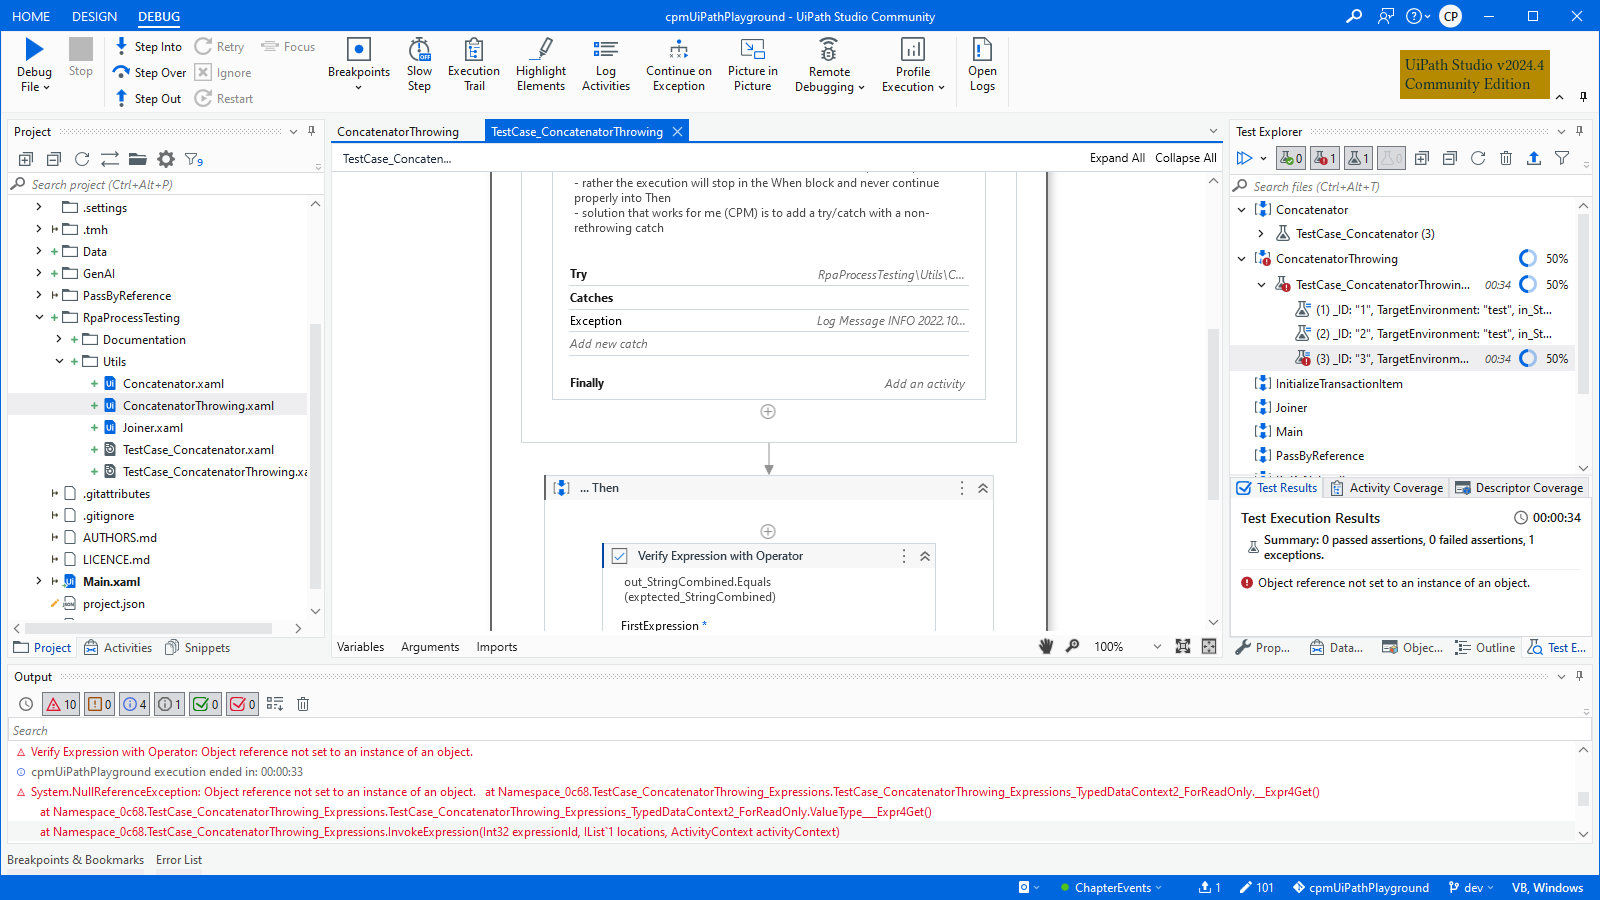 HOME DESIGN DEBUG
cpmUiPathPlayground - UiPath Studio Community
CP
Debug File
Stop
Step Into
Step Over
Step Out
Retry
Ignore
Restart
Focus
Breakpoints
Slow Step
Execution Trail
Highlight Elements
Log Activities
Continue on Exception
Picture in Picture
Remote Debugging
Profile Execution
Open Logs
UiPath Studio v2024.4
Community Edition
Project
9
Search project (Ctrl+Alt+P)
.settings
.tmh
Data
GenAI
PassByReference
RpaProcessTesting
Documentation
Utils
Concatenator.xaml
ConcatenatorThrowing.xaml
Joiner.xaml
TestCase_Concatenator.xaml
TestCase_ConcatenatorThrowing.xa
.gitattributes
.gitignore
AUTHORS.md
LICENCE.md
Main.xaml
project.json
Project Activities Snippets
ConcatenatorThrowing TestCase_ConcatenatorThrowing
TestCase_Concaten... Expand All Collapse All
- rather the execution will stop in the When block and never continue
properly into Then
- solution that works for me (CPM) is to add a try/catch with a non-
rethrowing catch
Try RpaProcessTesting\Utils\C...
Catches
Exception Log Message INFO 2022.10...
Add new catch
Finally Add an activity
... Then
Verify Expression with Operator
out_StringCombined.Equals
(exptected_StringCombined)
FirstExpression *
Variables Arguments Imports 100%
Test Explorer
0 1 1 0
Search files (Ctrl+Alt+T)
Concatenator
TestCase_Concatenator (3)
ConcatenatorThrowing 50%
TestCase_ConcatenatorThrowin... 00:34 50%
(1) _ID: "1", TargetEnvironment: "test", in_St...
(2) _ID: "2", TargetEnvironment: "test", in_St...
(3) _ID: "3", TargetEnvironm... 00:34 50%
InitializeTransactionItem
Joiner
Main
PassByReference
Test Results Activity Coverage Descriptor Coverage
Test Execution Results 00:00:34
Summary: 0 passed assertions, 0 failed assertions, 1
exceptions.
Object reference not set to an instance of an object.
Prop... Data... Objec... Outline Test E...
Output
10 0 4 1 0 0
Search
Verify Expression with Operator: Object reference not set to an instance of an object.
cpmUiPathPlayground execution ended in: 00:00:33
System.NullReferenceException: Object reference not set to an instance of an object. at Namespace_0c68.TestCase_ConcatenatorThrowing_Expressions.TestCase_ConcatenatorThrowing_Expressions_TypedDataContext2_ForReadOnly.__Expr4Get()
at Namespace_0c68.TestCase_ConcatenatorThrowing_Expressions.TestCase_ConcatenatorThrowing_Expressions_TypedDataContext2_ForReadOnly.ValueType___Expr4Get()
at Namespace_0c68.TestCase_ConcatenatorThrowing_Expressions.InvokeExpression(Int32 expressionId, IList`1 locations, ActivityContext activityContext)
Breakpoints & Bookmarks Error List
ChapterEvents 1 101 cpmUiPathPlayground dev VB, Windows